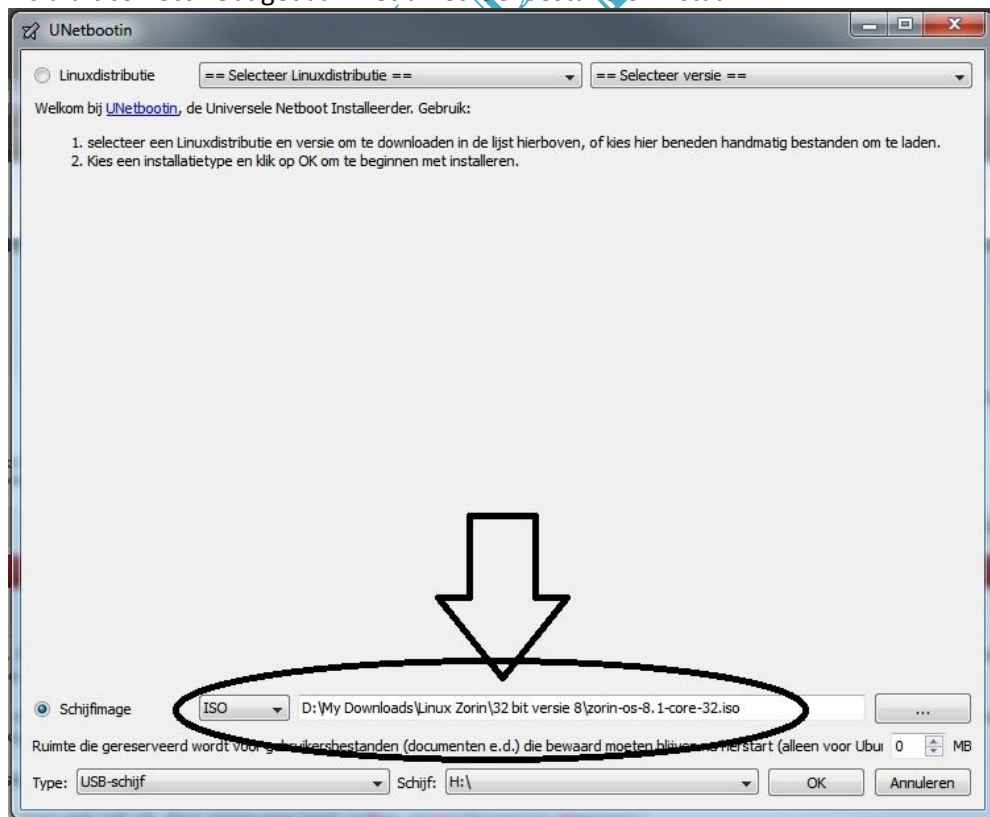 UNetbootin
Linuxdistributie == Selecteer Linuxdistributie == == Selecteer versie ==
Welkom bij UNetbootin, de Universele Netboot Installeerder. Gebruik:
1. selecteer een Linuxdistributie en versie om te downloaden in de lijst hierboven, of kies hier beneden handmatig bestanden om te laden.
2. Kies een installatietype en klik op OK om te beginnen met installeren.
Schijfimage ISO D:\My Downloads\Linux Zorin\32 bit versie 8\zorin-os-8.1-core-32.iso ...
Ruimte die gereserveerd wordt voor gebruikersbestanden (documenten e.d.) die bewaard moeten blijven na herstart (alleen voor Ubu 0 MB
Type: USB-schijf Schijf: H:\ OK Annuleren